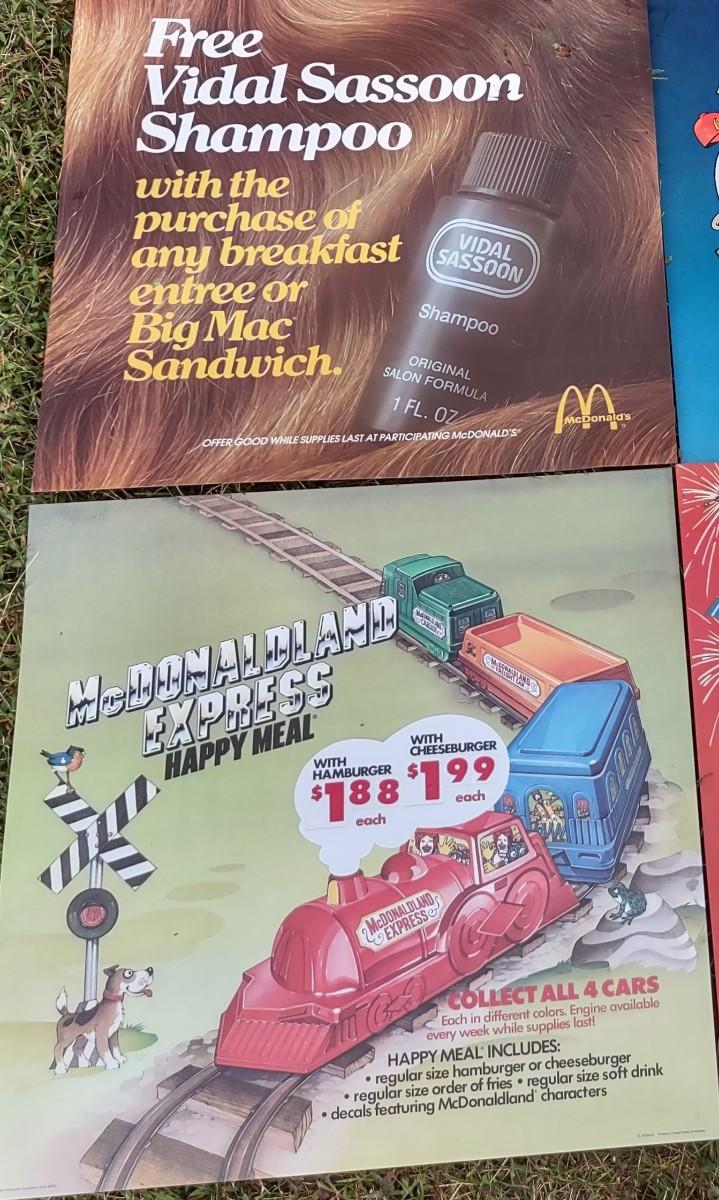 Free
Vidal Sassoon
Shampoo
with the
purchase of
any breakfast
entree or
Big Mac
Sandwich.
VIDAL
SASSOON
Shampoo
ORIGINAL
SALON FORMULA
1 FL. OZ.
McDonald's®
OFFER GOOD WHILE SUPPLIES LAST AT PARTICIPATING McDONALD'S®
McDONALDLAND
EXPRESS
HAPPY MEAL®
WITH
HAMBURGER
$1 88
each
WITH
CHEESEBURGER
$1 99
each
McDONALDLAND
McDONALDLAND
McDONALDLAND
EXPRESS
COLLECT ALL 4 CARS
Each in different colors. Engine available
every week while supplies last!
HAPPY MEAL® INCLUDES:
• regular size hamburger or cheeseburger
• regular size order of fries • regular size soft drink
• decals featuring McDonaldland® characters